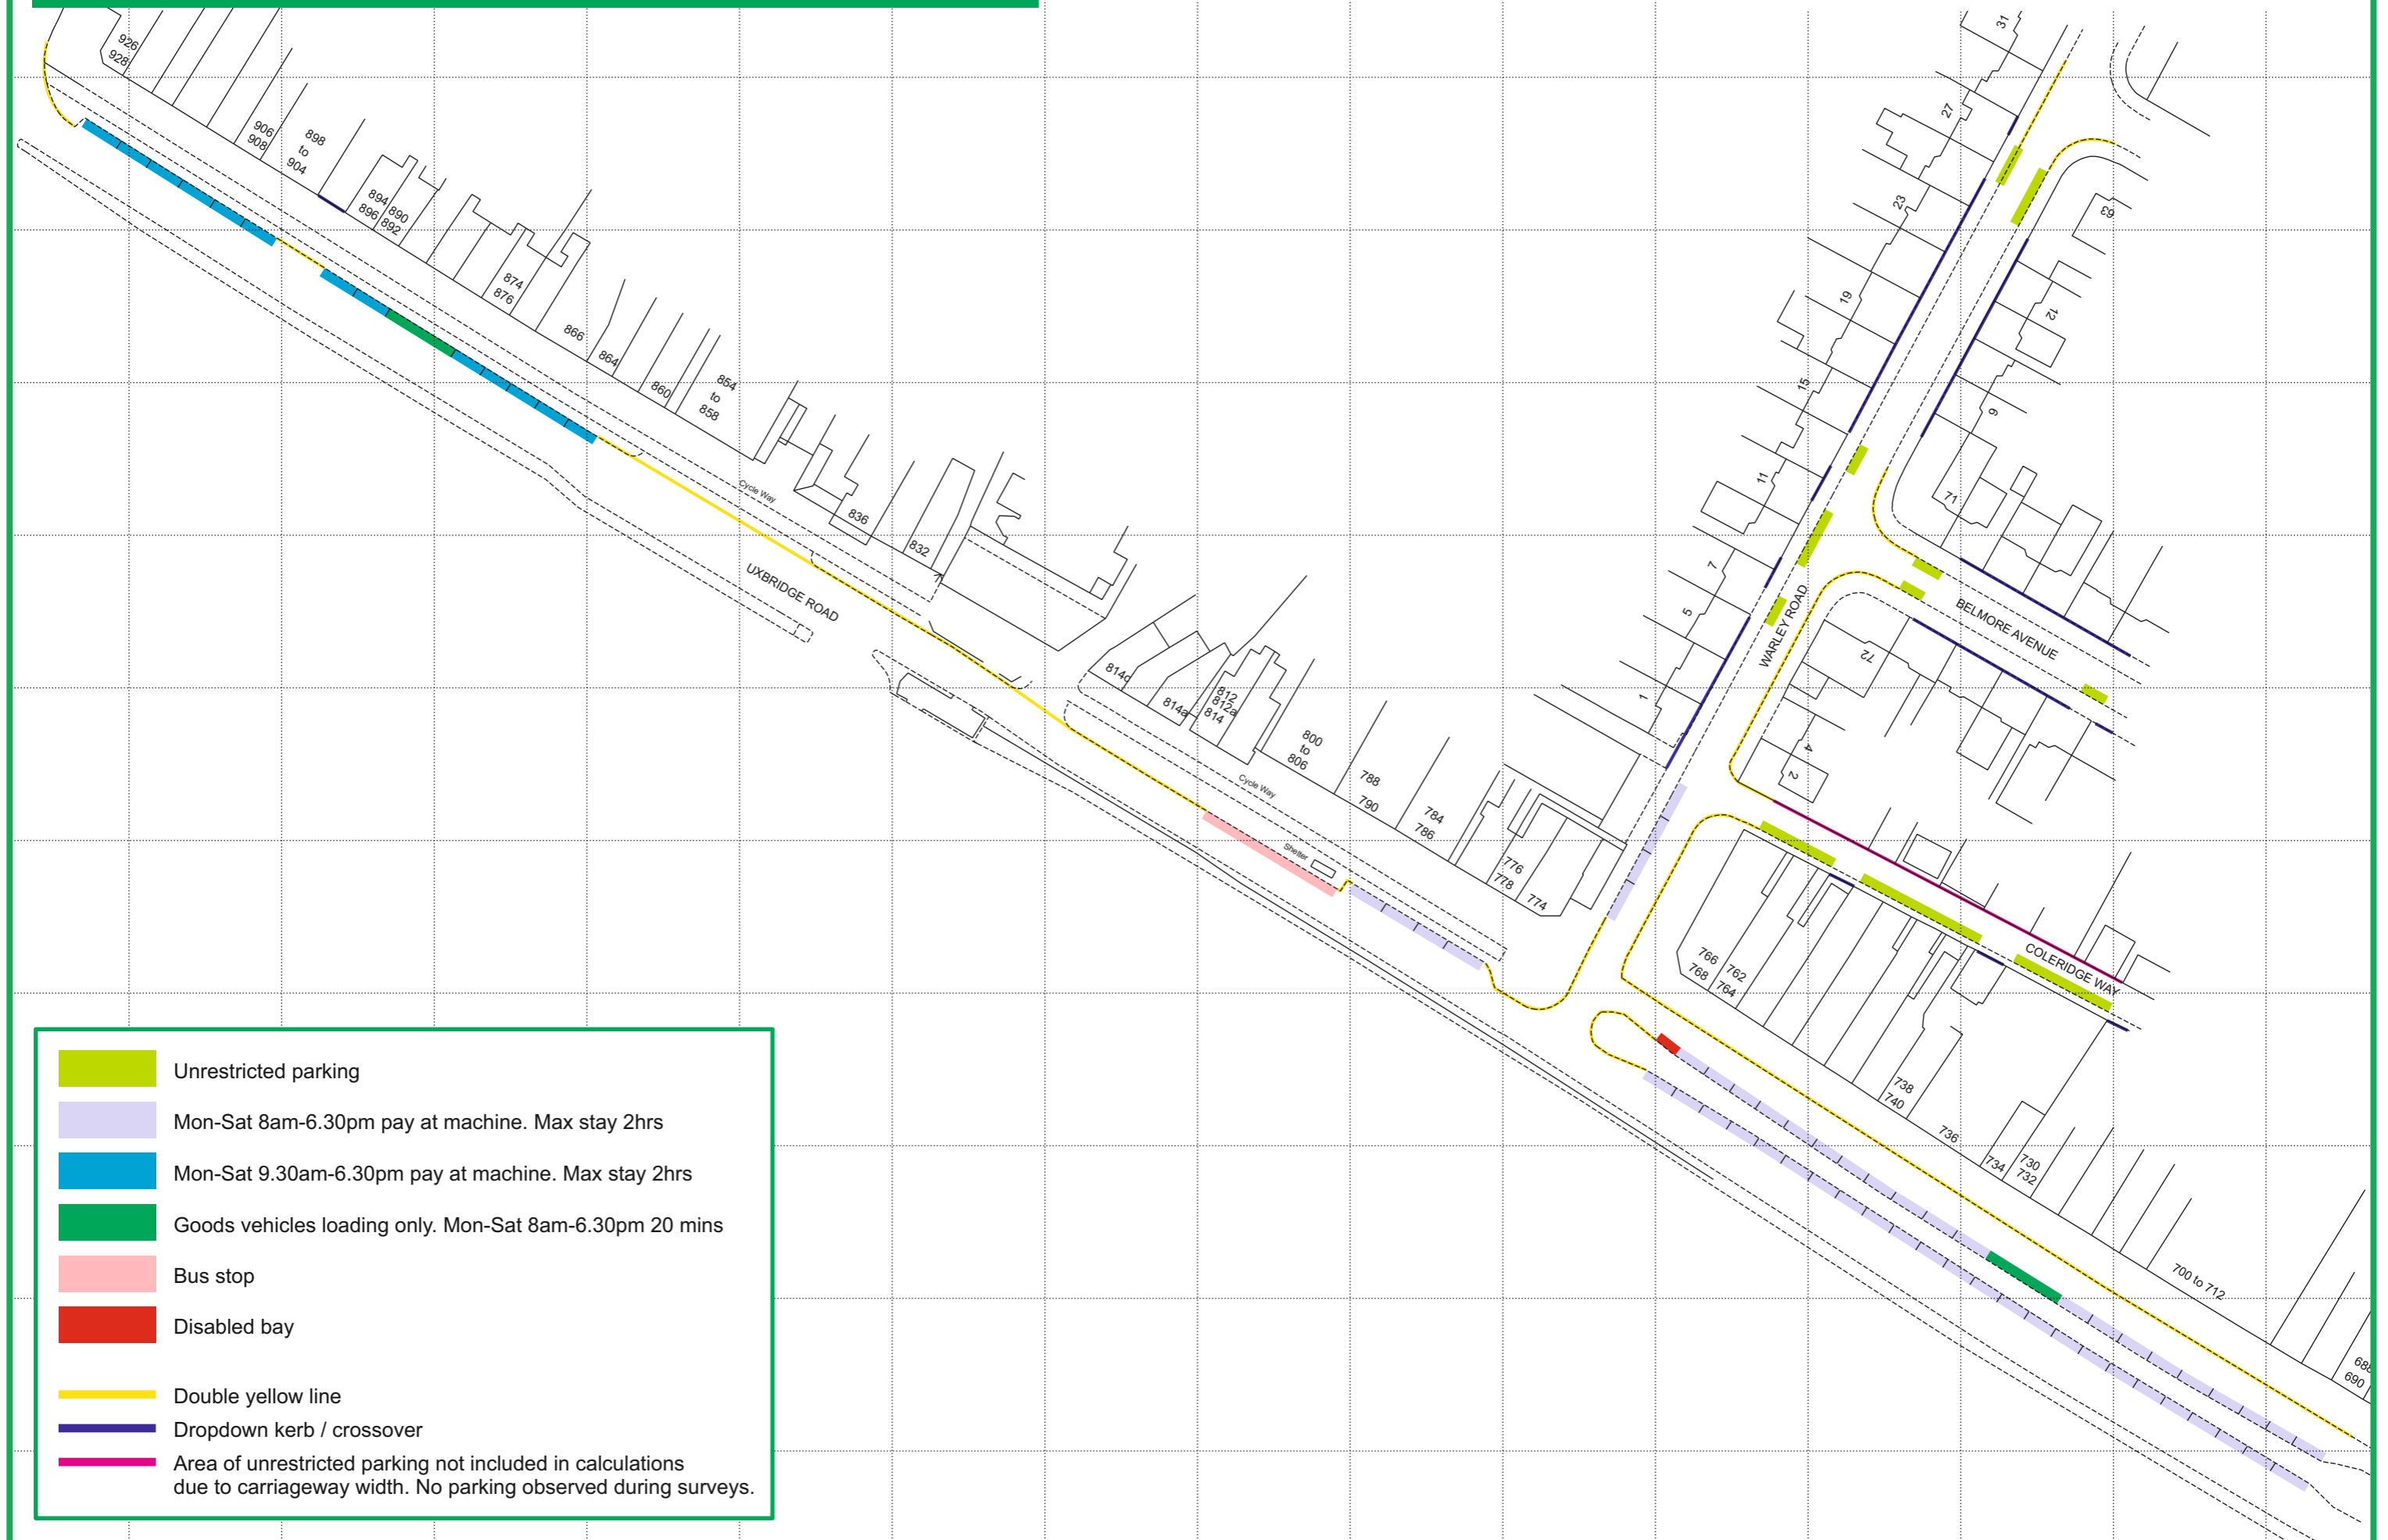 926
928
906
908
898
to
904
894
896
890
892
874
876
866
864
860
854
to
858
Cycle Way
836
832
UXBRIDGE ROAD
814c
814a
812
812a
814
800
to
806
Cycle Way
788
790
784
786
Shelter
776
778
774
31
27
23
19
15
11
7
5
1
WARLEY ROAD
63
12
9
71
BELMORE AVENUE
72
4
2
COLERIDGE WAY
766
768
762
764
738
740
736
734
730
732
700 to 712
688
690
Unrestricted parking
Mon-Sat 8am-6.30pm pay at machine. Max stay 2hrs
Mon-Sat 9.30am-6.30pm pay at machine. Max stay 2hrs
Goods vehicles loading only. Mon-Sat 8am-6.30pm 20 mins
Bus stop
Disabled bay
Double yellow line
Dropdown kerb / crossover
Area of unrestricted parking not included in calculations
due to carriageway width. No parking observed during surveys.